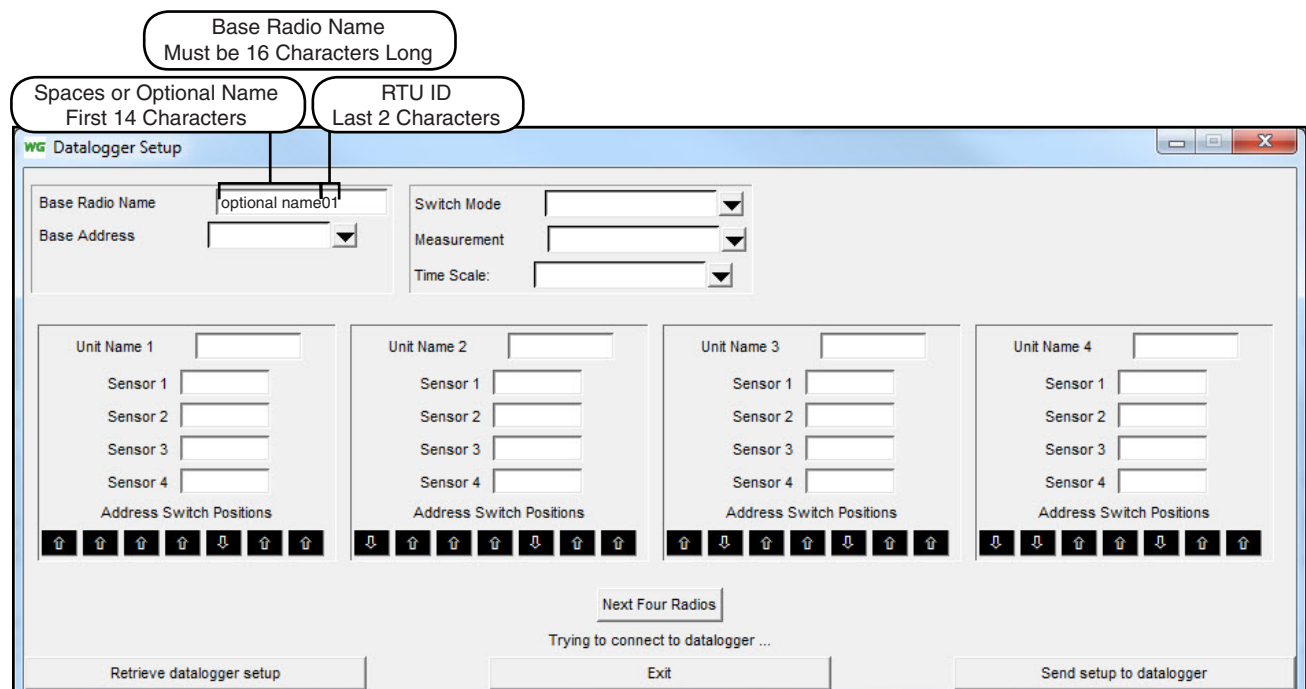 Base Radio Name
Must be 16 Characters Long
Spaces or Optional Name
First 14 Characters
RTU ID
Last 2 Characters
WG Datalogger Setup
Base Radio Name optional name01
Base Address
Switch Mode
Measurement
Time Scale:
Unit Name 1
Sensor 1
Sensor 2
Sensor 3
Sensor 4
Address Switch Positions
⇧ ⇧ ⇧ ⇧ ⇩ ⇧ ⇧
Unit Name 2
Sensor 1
Sensor 2
Sensor 3
Sensor 4
Address Switch Positions
⇩ ⇧ ⇧ ⇧ ⇩ ⇧ ⇧
Unit Name 3
Sensor 1
Sensor 2
Sensor 3
Sensor 4
Address Switch Positions
⇧ ⇩ ⇧ ⇧ ⇩ ⇧ ⇧
Unit Name 4
Sensor 1
Sensor 2
Sensor 3
Sensor 4
Address Switch Positions
⇩ ⇩ ⇧ ⇧ ⇩ ⇧ ⇧
Next Four Radios
Trying to connect to datalogger ...
Retrieve datalogger setup
Exit
Send setup to datalogger